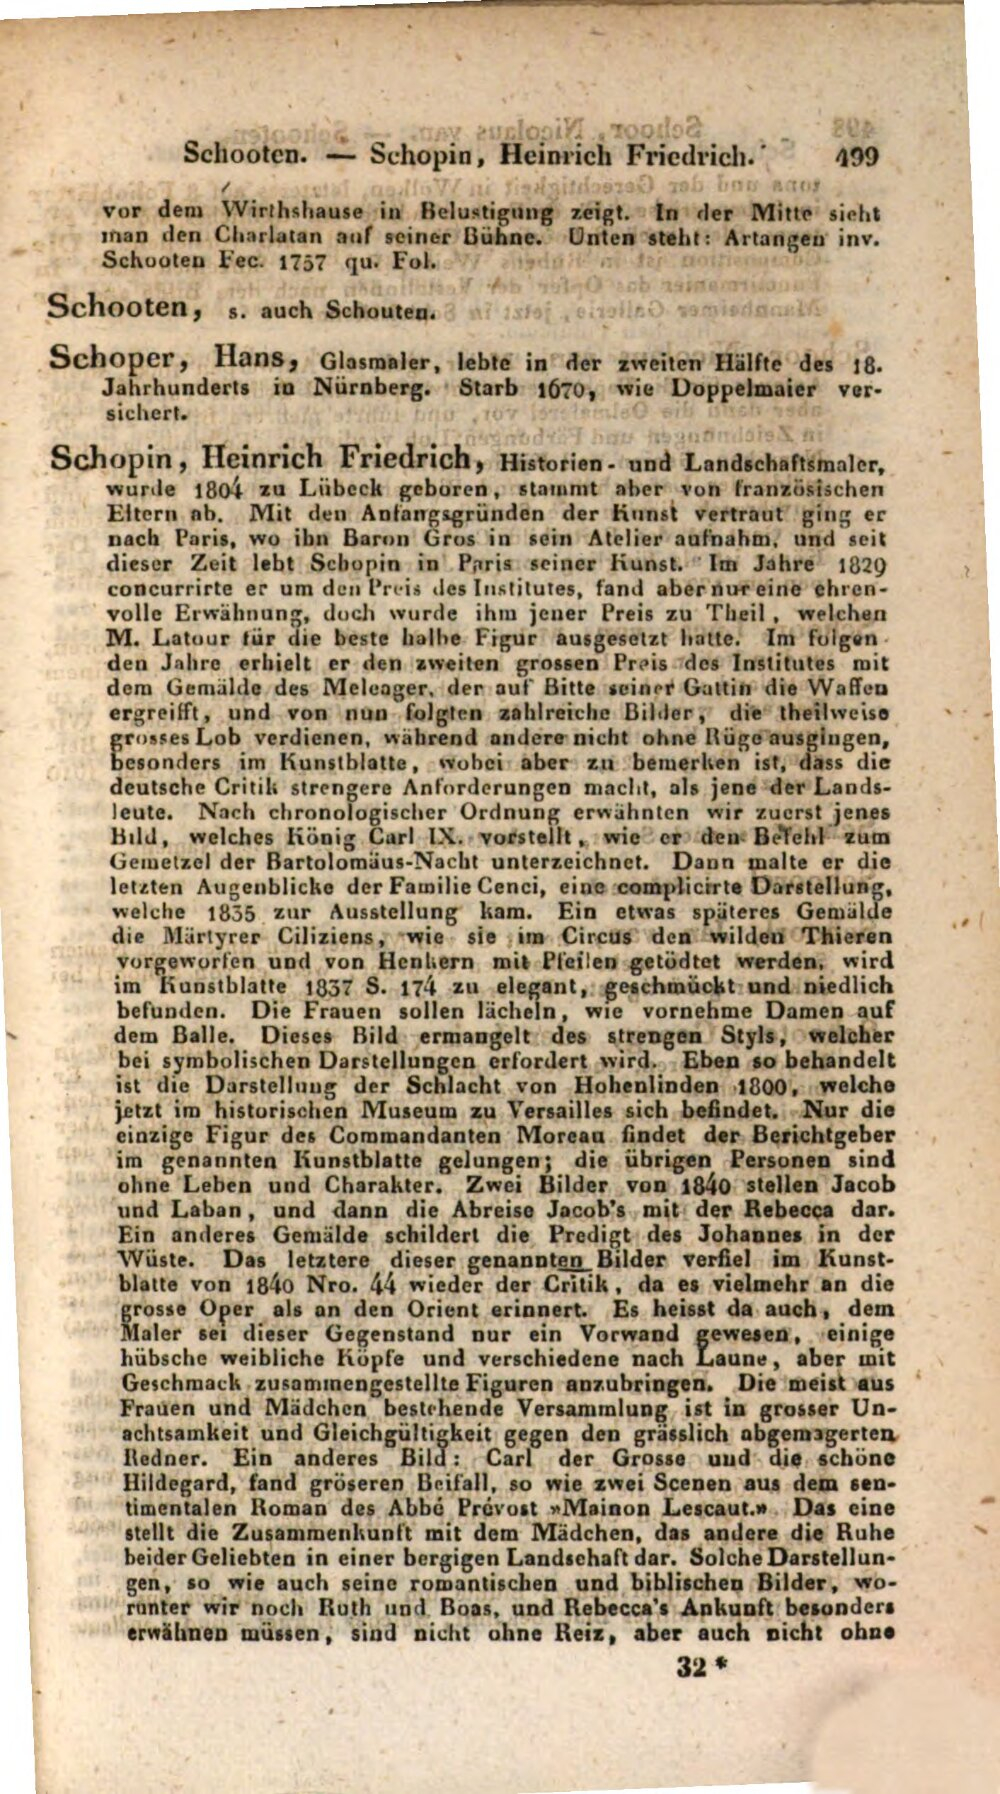 Schooten. — Schopin, Heinrich Friedrich. 499
vor dem Wirthshause in Belustigung zeigt. In der Mitte sieht
man den Charlatan auf seiner Bühne. Unten steht: Artangen inv.
Schooten Fec. 1757 qu. Fol.
Schooten, s. auch Schouten.
Schoper, Hans, Glasmaler, lebte in der zweiten Hälfte des 18.
Jahrhunderts in Nürnberg. Starb 1670, wie Doppelmaier ver-
sichert.
Schopin, Heinrich Friedrich, Historien- und Landschaftsmaler,
wurde 1804 zu Lübeck geboren, stammt aber von französischen
Eltern ab. Mit den Anfangsgründen der Kunst vertraut ging er
nach Paris, wo ihn Baron Gros in sein Atelier aufnahm, und seit
dieser Zeit lebt Schopin in Paris seiner Kunst. Im Jahre 1829
concurrirte er um den Preis des Institutes, fand aber nur eine ehren-
volle Erwähnung, doch wurde ihm jener Preis zu Theil, welchen
M. Latour für die beste halbe Figur ausgesetzt hatte. Im folgen-
den Jahre erhielt er den zweiten grossen Preis des Institutes mit
dem Gemälde des Meleager, der auf Bitte seiner Gattin die Waffen
ergreifft, und von nun folgten zahlreiche Bilder, die theilweise
grosses Lob verdienen, während andere nicht ohne Rüge ausgingen,
besonders im Kunstblatte, wobei aber zu bemerken ist, dass die
deutsche Critik strengere Anforderungen macht, als jene der Lands-
leute. Nach chronologischer Ordnung erwähnten wir zuerst jenes
Bild, welches König Carl IX. vorstellt, wie er den Befehl zum
Gemetzel der Bartolomäus-Nacht unterzeichnet. Dann malte er die
letzten Augenblicke der Familie Cenci, eine complicirte Darstellung,
welche 1835 zur Ausstellung kam. Ein etwas späteres Gemälde
die Märtyrer Ciliziens, wie sie im Circus den wilden Thieren
vorgeworfen und von Henkern mit Pfeilen getödtet werden, wird
im Kunstblatte 1837 S. 174 zu elegant, geschmückt und niedlich
befunden. Die Frauen sollen lächeln, wie vornehme Damen auf
dem Balle. Dieses Bild ermangelt des strengen Styls, welcher
bei symbolischen Darstellungen erfordert wird. Eben so behandelt
ist die Darstellung der Schlacht von Hohenlinden 1800, welche
jetzt im historischen Museum zu Versailles sich befindet. Nur die
einzige Figur des Commandanten Moreau findet der Berichtgeber
im genannten Kunstblatte gelungen; die übrigen Personen sind
ohne Leben und Charakter. Zwei Bilder von 1840 stellen Jacob
und Laban, und dann die Abreise Jacob's mit der Rebecca dar.
Ein anderes Gemälde schildert die Predigt des Johannes in der
Wüste. Das letztere dieser genannten Bilder verfiel im Kunst-
blatte von 1840 Nro. 44 wieder der Critik, da es vielmehr an die
grosse Oper als an den Orient erinnert. Es heisst da auch, dem
Maler sei dieser Gegenstand nur ein Vorwand gewesen, einige
hübsche weibliche Köpfe und verschiedene nach Laune, aber mit
Geschmack zusammengestellte Figuren anzubringen. Die meist aus
Frauen und Mädchen bestehende Versammlung ist in grosser Un-
achtsamkeit und Gleichgültigkeit gegen den grässlich abgemagerten
Redner. Ein anderes Bild: Carl der Grosse und die schöne
Hildegard, fand gröseren Beifall, so wie zwei Scenen aus dem sen-
timentalen Roman des Abbé Prévost »Mainon Lescaut.» Das eine
stellt die Zusammenkunft mit dem Mädchen, das andere die Ruhe
beider Geliebten in einer bergigen Landschaft dar. Solche Darstellun-
gen, so wie auch seine romantischen und biblischen Bilder, wo-
runter wir noch Ruth und Boas, und Rebecca's Ankunft besonders
erwähnen müssen, sind nicht ohne Reiz, aber auch nicht ohne
32 *